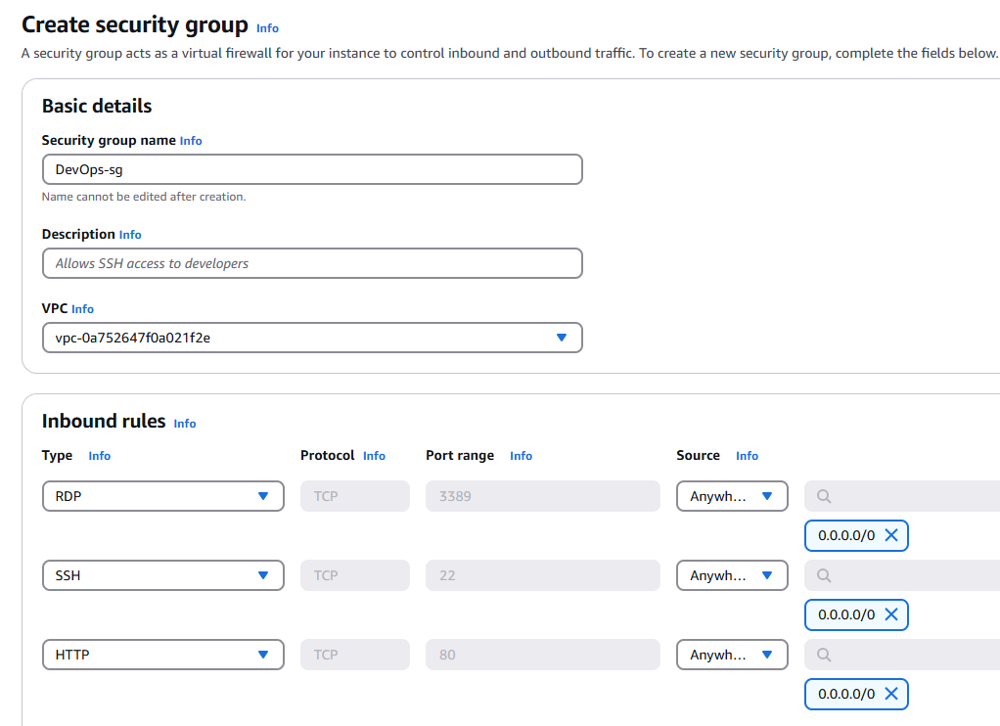 Create security group Info
A security group acts as a virtual firewall for your instance to control inbound and outbound traffic. To create a new security group, complete the fields below.
Basic details
Security group name Info
DevOps-sg
Name cannot be edited after creation.
Description Info
Allows SSH access to developers
VPC Info
vpc-0a752647f0a021f2e
Inbound rules Info
Type Info Protocol Info Port range Info Source Info
RDP TCP 3389 Anywh...
0.0.0.0/0
SSH TCP 22 Anywh...
0.0.0.0/0
HTTP TCP 80 Anywh...
0.0.0.0/0